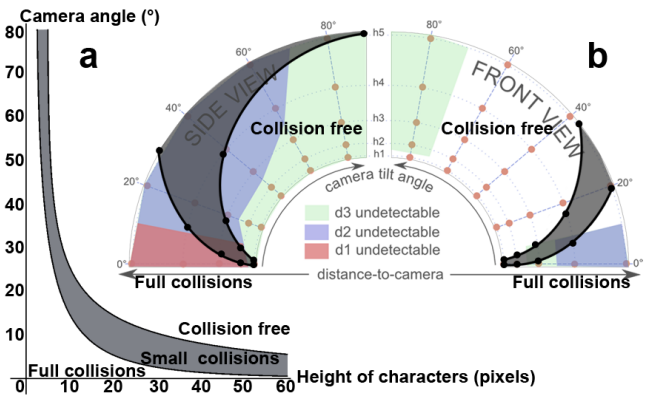 Camera angle (°)
80
70
60
50
40
30
20
10
0
10
20
30
40
50
60
Height of characters (pixels)
a
Collision free
Small collisions
Full collisions
SIDE VIEW
0°
20°
40°
60°
80°
Collision free
Full collisions
h5
h4
h3
h2
h1
b
FRONT VIEW
80°
60°
40°
20°
0°
Collision free
Full collisions
camera tilt angle
d3 undetectable
d2 undetectable
d1 undetectable
distance-to-camera